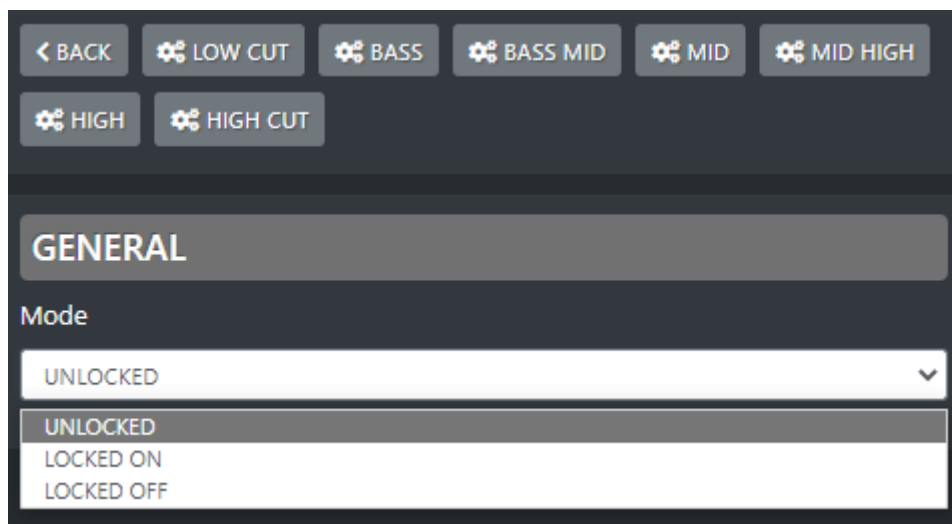 BACK LOW CUT BASS BASS MID MID MID HIGH
HIGH HIGH CUT
GENERAL
Mode
UNLOCKED
UNLOCKED
LOCKED ON
LOCKED OFF